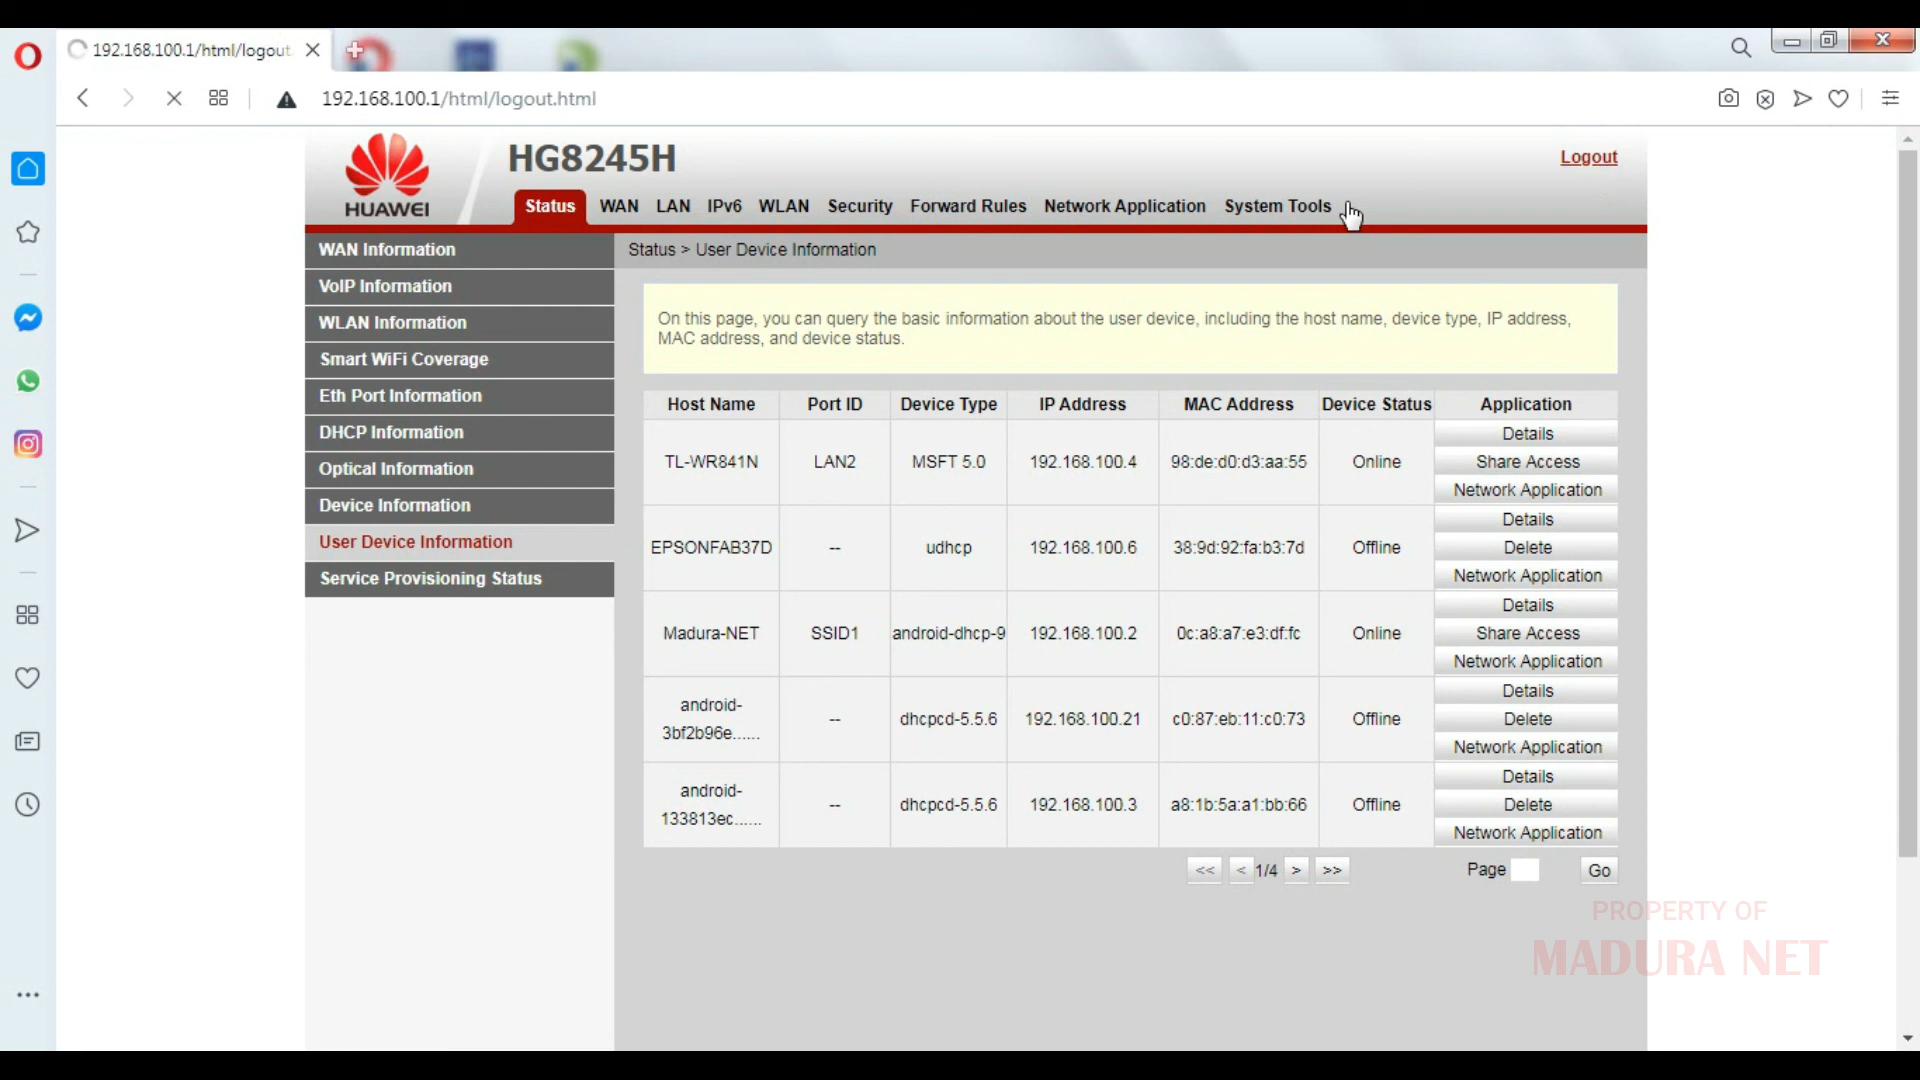 192.168.100.1/html/logout
192.168.100.1/html/logout.html
HUAWEI
HG8245H
Logout
Status WAN LAN IPv6 WLAN Security Forward Rules Network Application System Tools
WAN Information
VoIP Information
WLAN Information
Smart WiFi Coverage
Eth Port Information
DHCP Information
Optical Information
Device Information
User Device Information
Service Provisioning Status
Status > User Device Information
On this page, you can query the basic information about the user device, including the host name, device type, IP address,
MAC address, and device status.
Host Name Port ID Device Type IP Address MAC Address Device Status Application
TL-WR841N LAN2 MSFT 5.0 192.168.100.4 98:de:d0:d3:aa:55 Online
Details
Share Access
Network Application
EPSONFAB37D -- udhcp 192.168.100.6 38:9d:92:fa:b3:7d Offline
Details
Delete
Network Application
Madura-NET SSID1 android-dhcp-9 192.168.100.2 0c:a8:a7:e3:df:fc Online
Details
Share Access
Network Application
android-
3bf2b96e...... -- dhcpcd-5.5.6 192.168.100.21 c0:87:eb:11:c0:73 Offline
Details
Delete
Network Application
android-
133813ec...... -- dhcpcd-5.5.6 192.168.100.3 a8:1b:5a:a1:bb:66 Offline
Details
Delete
Network Application
<< < 1/4 > >> Page Go
PROPERTY OF
MADURA NET